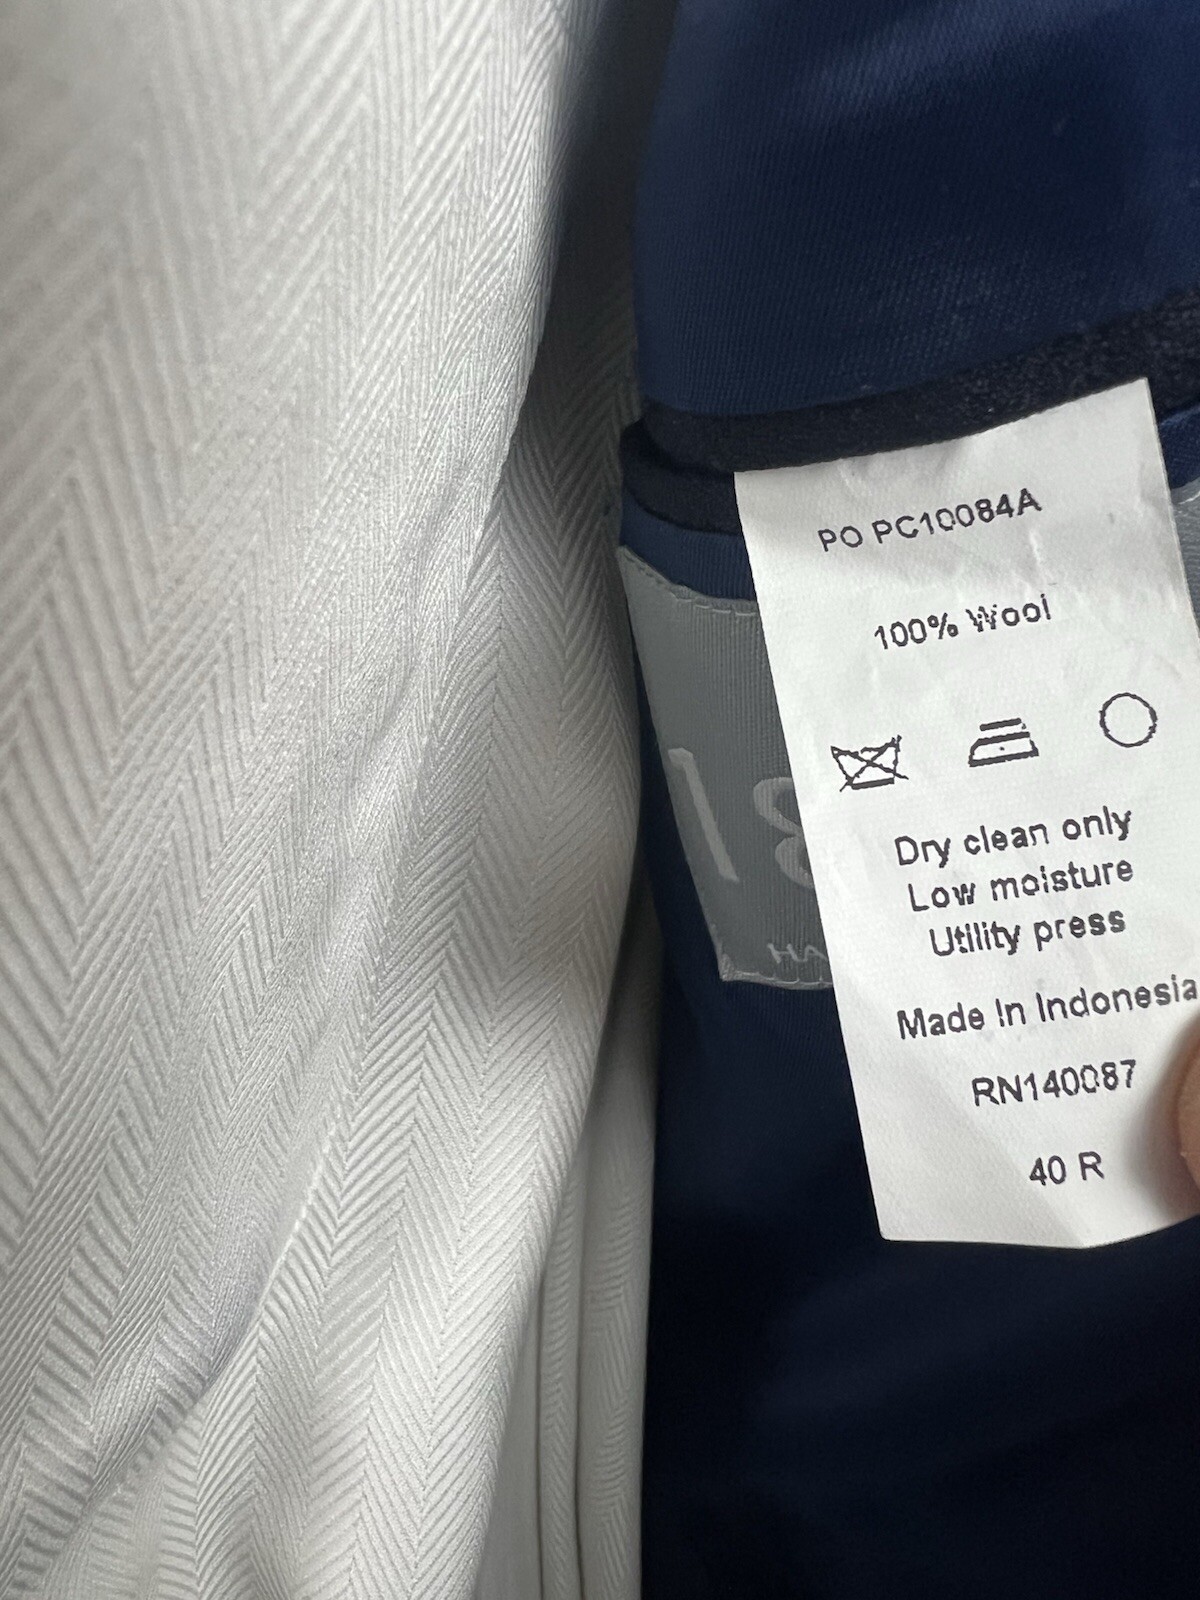 PO PC10084A
100% Wool
Dry clean only
Low moisture
Utility press
Made In Indonesia
RN140087
40 R